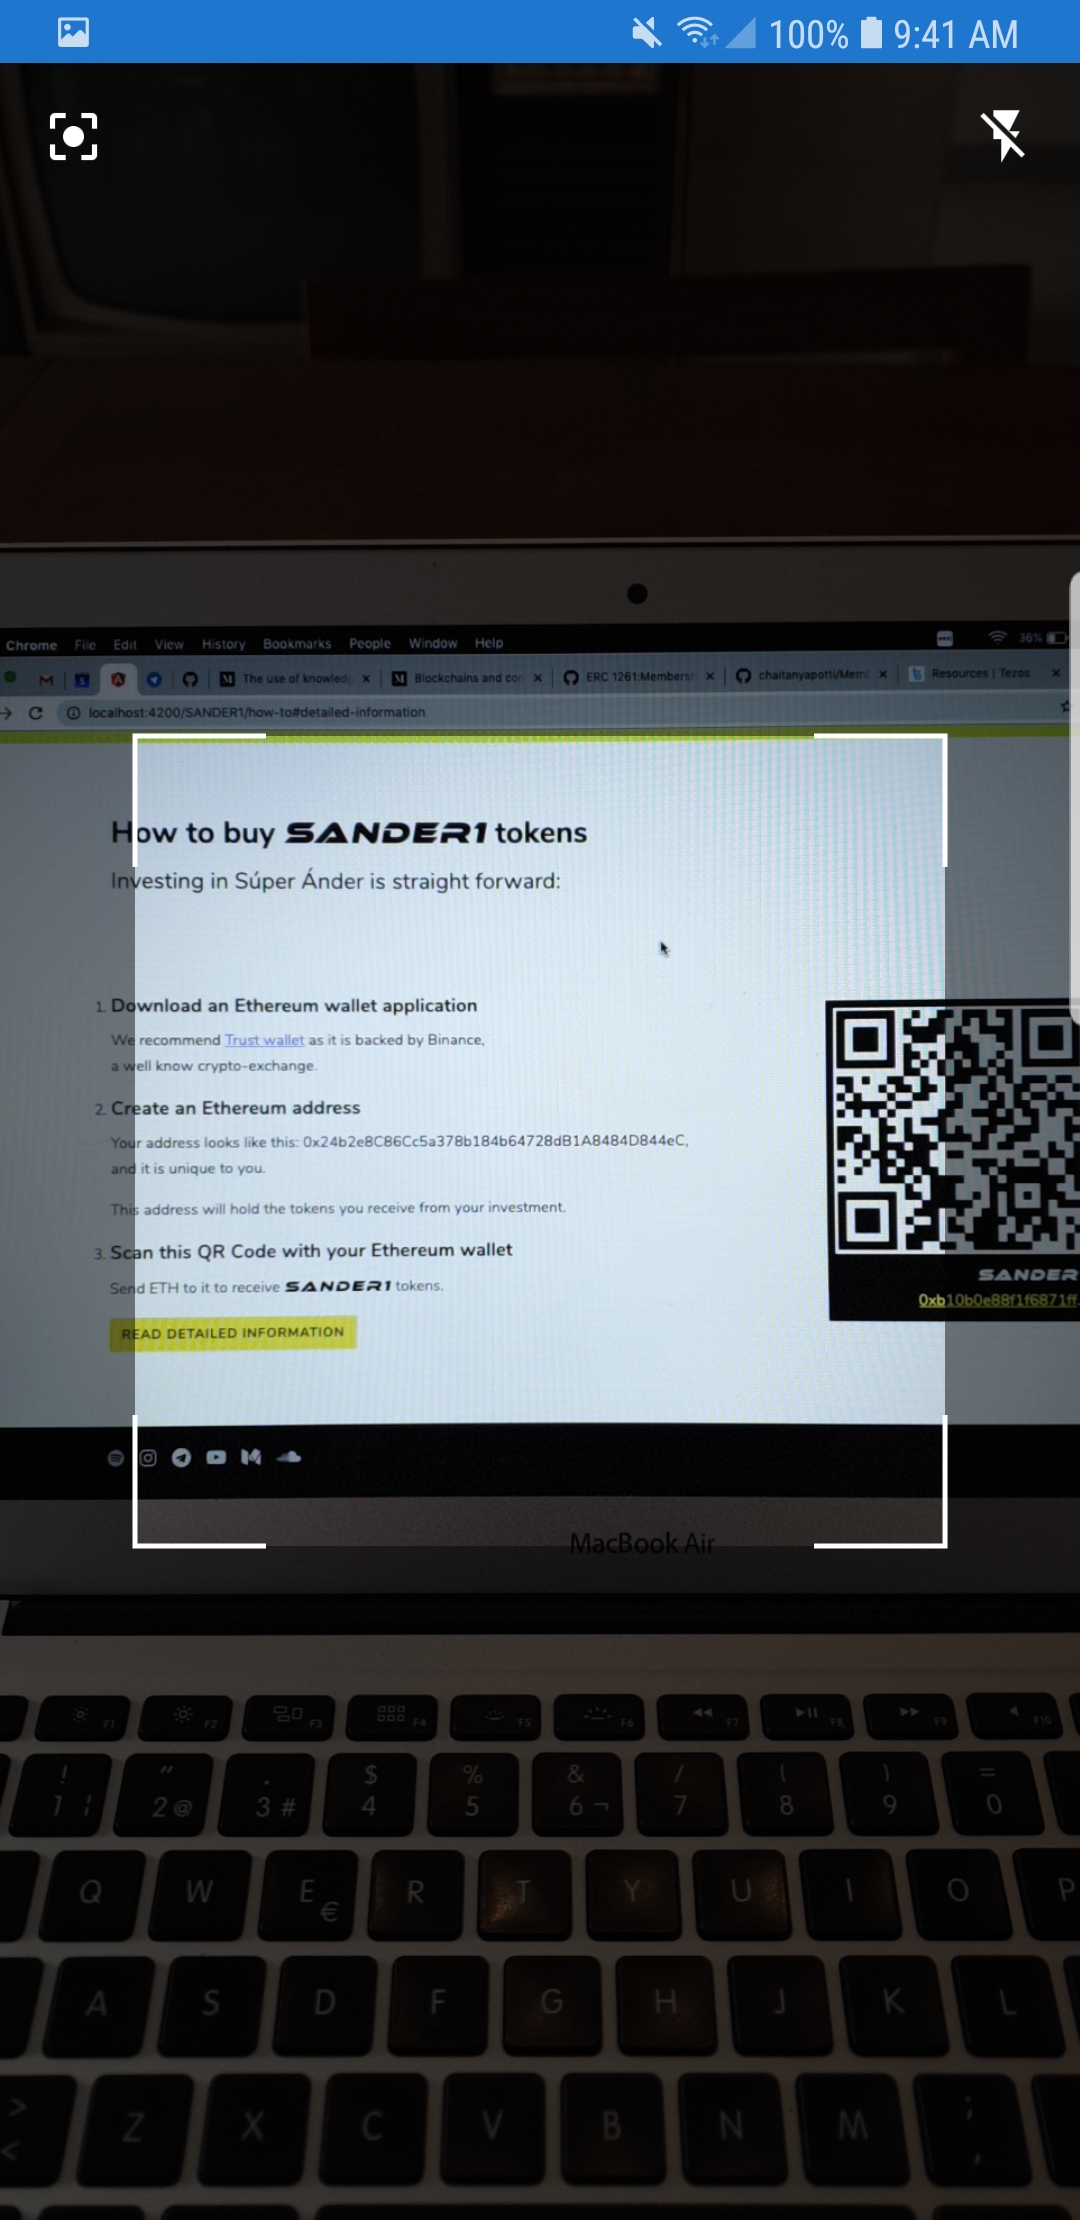 100% 9:41 AM
Chrome File Edit View History Bookmarks People Window Help 36%
The use of knowledg × Blockchains and con × ERC 1261:Members × chaitanyapotti/Mem × Resources | Tezos ×
localhost:4200/SANDER1/how-to#detailed-information
How to buy SANDER1 tokens
Investing in Súper Ánder is straight forward:
1. Download an Ethereum wallet application
We recommend Trust wallet as it is backed by Binance,
a well know crypto-exchange.
2. Create an Ethereum address
Your address looks like this: 0x24b2e8C86Cc5a378b184b64728dB1A8484D844eC,
and it is unique to you.
This address will hold the tokens you receive from your investment.
3. Scan this QR Code with your Ethereum wallet
Send ETH to it to receive SANDER1 tokens.
READ DETAILED INFORMATION
SANDER
0xb10b0e88f1f6871ff
MacBook Air
F1 F2 F3 F4 F5 F6 F7 F8 F9 F10
! " . $ % & / ( ) =
1 ¦ 2 @ 3 # 4 5 6 ¬ 7 8 9 0
Q W E € R T Y U I O P
A S D F G H J K L
> < Z X C V B N M ; ,